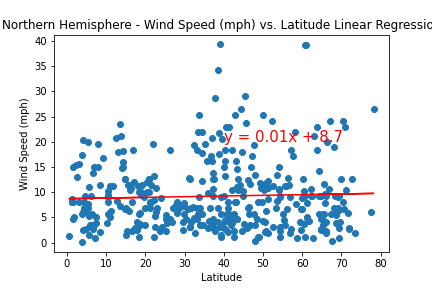 Northern Hemisphere - Wind Speed (mph) vs. Latitude Linear Regressio
40
35
30
25
20
15
10
5
0
Wind Speed (mph)
y = 0.01x + 8.7
0 10 20 30 40 50 60 70 80
Latitude